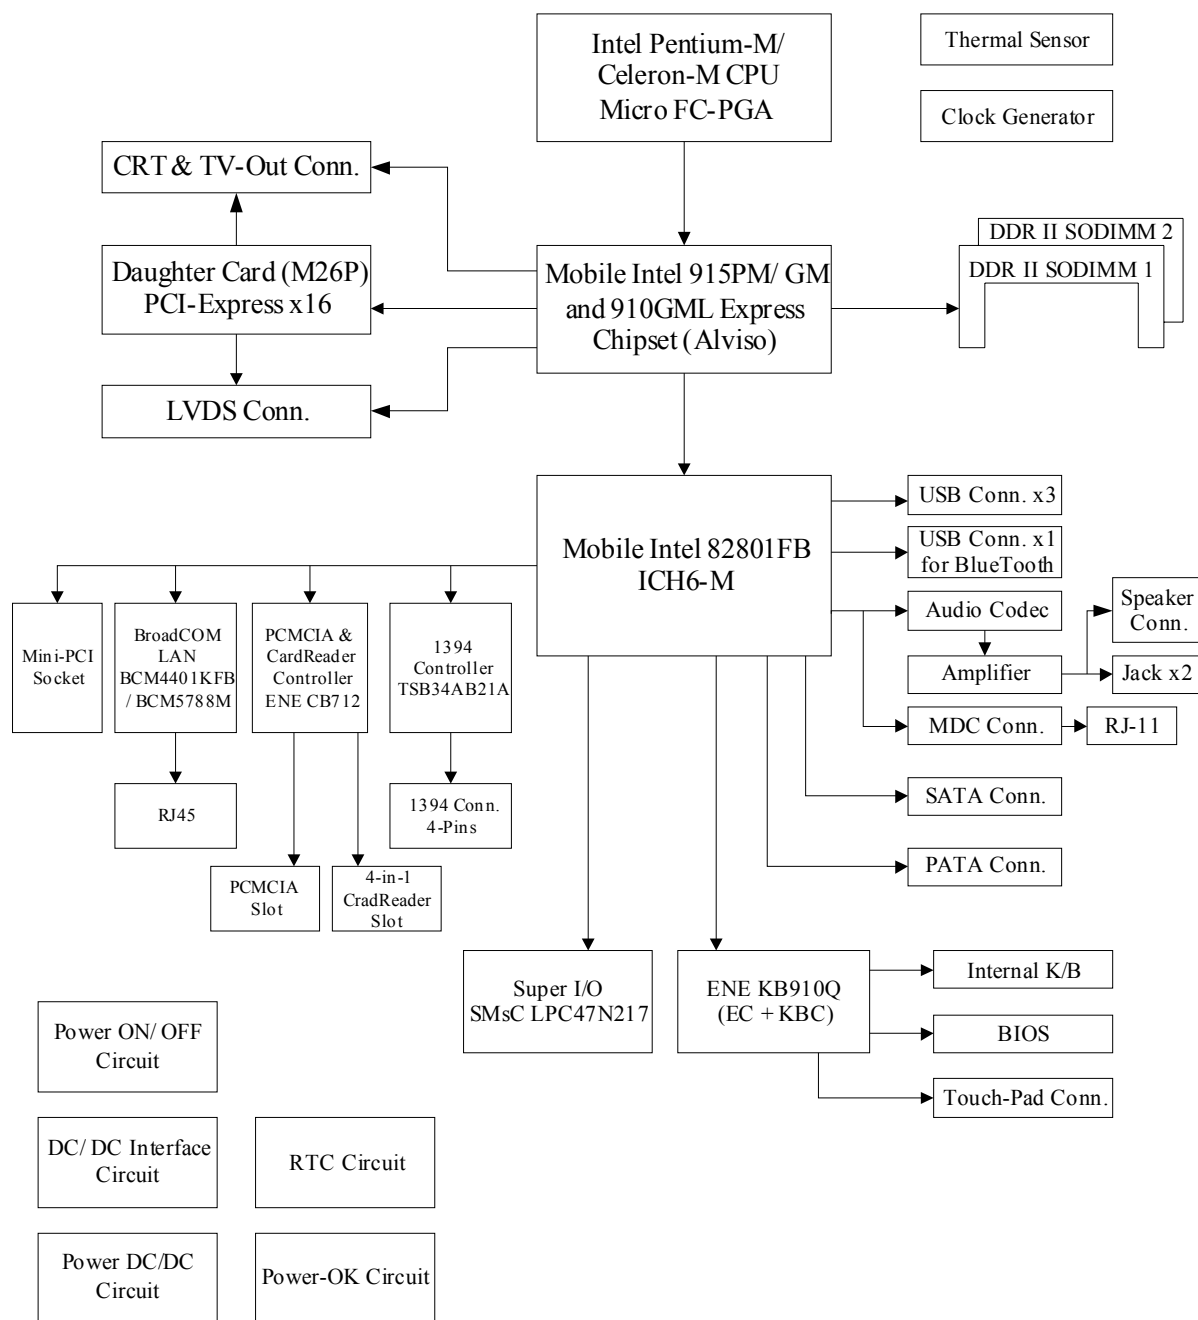 Intel Pentium-M/
Celeron-M CPU
Micro FC-PGA
Thermal Sensor
Clock Generator
CRT & TV-Out Conn.
Daughter Card (M26P)
PCI-Express x16
LVDS Conn.
Mobile Intel 915PM/ GM
and 910GML Express
Chipset (Alviso)
DDR II SODIMM 2
DDR II SODIMM 1
Mobile Intel 82801FB
ICH6-M
USB Conn. x3
USB Conn. x1
for BlueTooth
Audio Codec
Speaker
Conn.
Amplifier
Jack x2
MDC Conn.
RJ-11
SATA Conn.
PATA Conn.
Mini-PCI
Socket
BroadCOM
LAN
BCM4401KFB
/ BCM5788M
PCMCIA &
CardReader
Controller
ENE CB712
1394
Controller
TSB34AB21A
RJ45
1394 Conn.
4-Pins
PCMCIA
Slot
4-in-1
CradReader
Slot
Super I/O
SMsC LPC47N217
ENE KB910Q
(EC + KBC)
Internal K/B
BIOS
Touch-Pad Conn.
Power ON/ OFF
Circuit
DC/ DC Interface
Circuit
RTC Circuit
Power DC/DC
Circuit
Power-OK Circuit